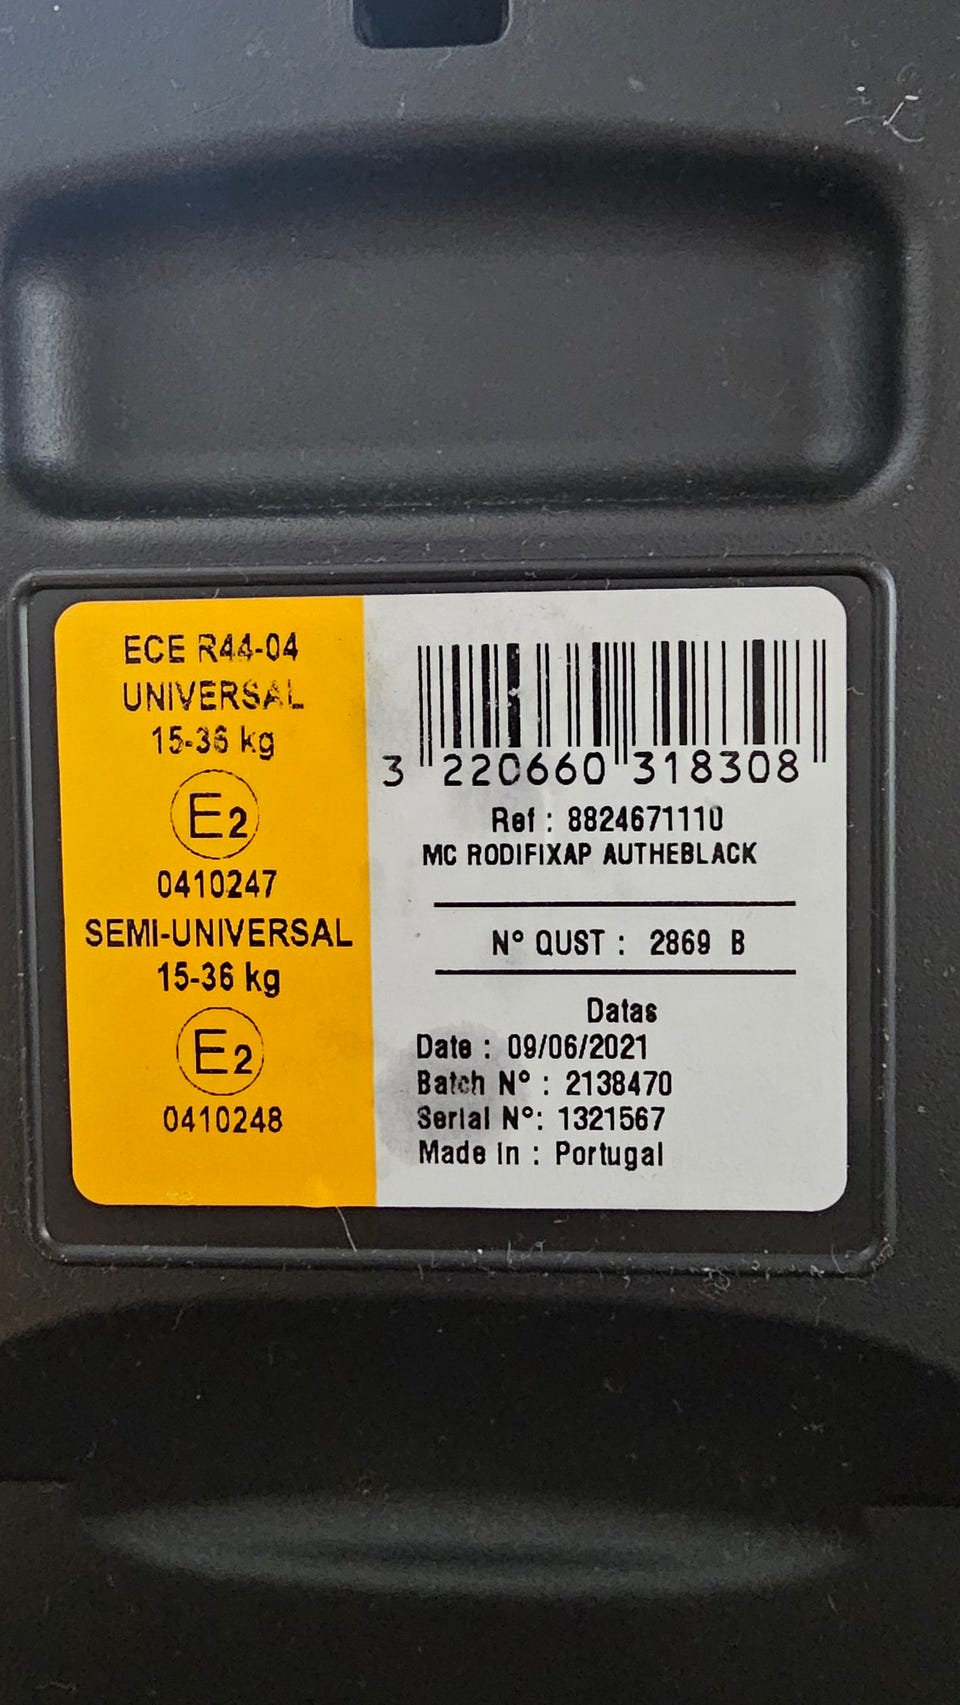 ECE R44-04
UNIVERSAL
15-36 kg
E2
0410247
SEMI-UNIVERSAL
15-36 kg
E2
0410248
3 220660 318308
Ref : 8824671110
MC RODIFIXAP AUTHEBLACK
N° QUST : 2869 B
Datas
Date : 09/06/2021
Batch N° : 2138470
Serial N°: 1321567
Made In : Portugal